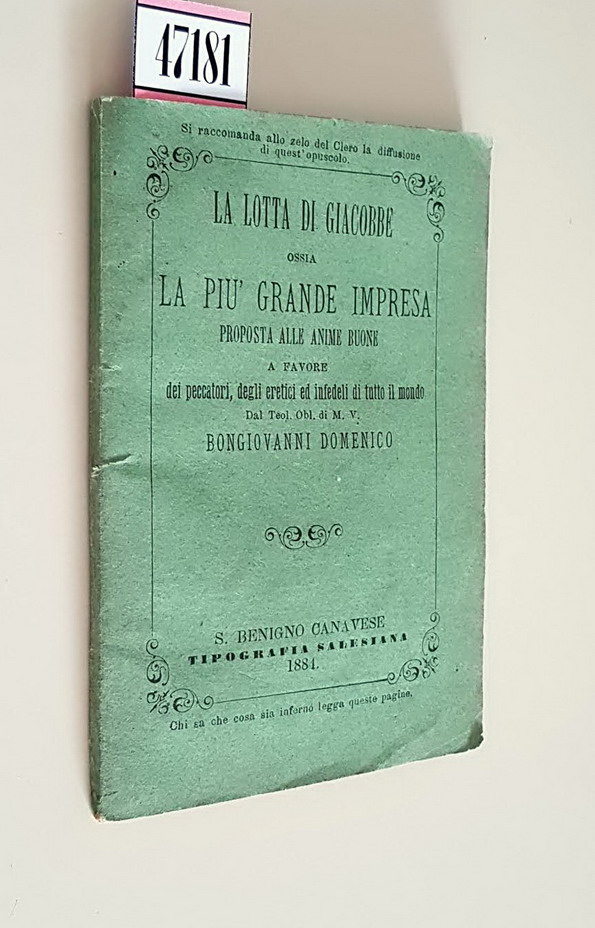 47181
Si raccomanda allo zelo del Clero la diffusione
di quest'opuscolo.
LA LOTTA DI GIACOBBE
OSSIA
LA PIU' GRANDE IMPRESA
PROPOSTA ALLE ANIME BUONE
A FAVORE
dei peccatori, degli eretici ed infedeli di tutto il mondo
Dal Teol. Obl. di M. V.
BONGIOVANNI DOMENICO
S. BENIGNO CANAVESE
TIPOGRAFIA SALESIANA
1884.
Chi sa che cosa sia inferno legga queste pagine.